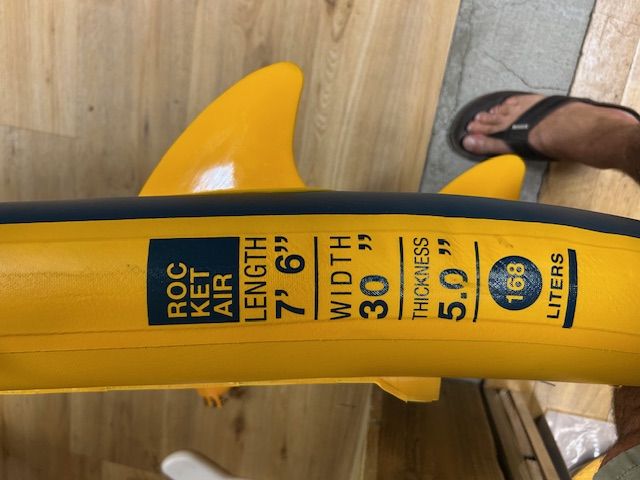 ROC
KET
AIR
LENGTH
7' 6"
WIDTH
30 "
THICKNESS
5.0 "
168
LITERS